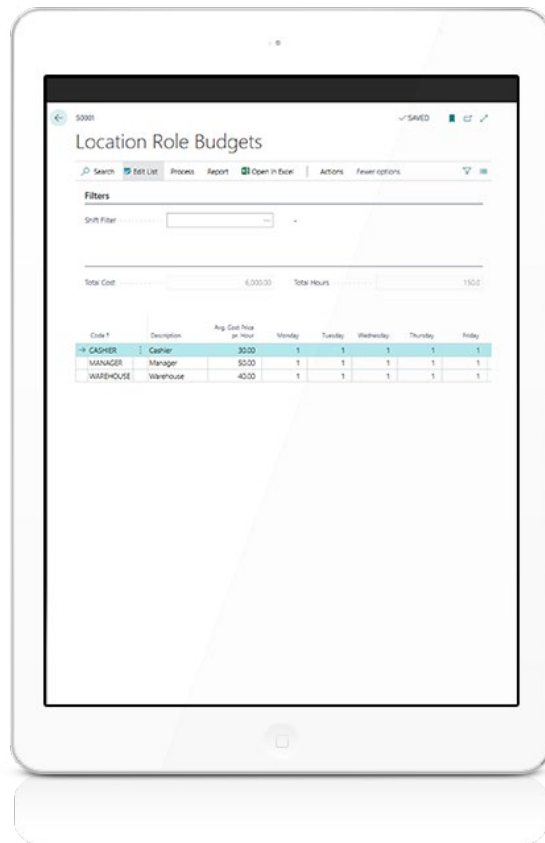 S0001
✓ SAVED
Location Role Budgets
Search Edit List Process Report Open in Excel Actions Fewer options
Filters
Shift Filter
Total Cost 6,000.00 Total Hours 150.0
Code ↑ Description Avg. Cost Price pr. Hour Monday Tuesday Wednesday Thursday Friday
→ CASHIER Cashier 30.00 1 1 1 1 1
MANAGER Manager 50.00 1 1 1 1 1
WAREHOUSE Warehouse 40.00 1 1 1 1 1